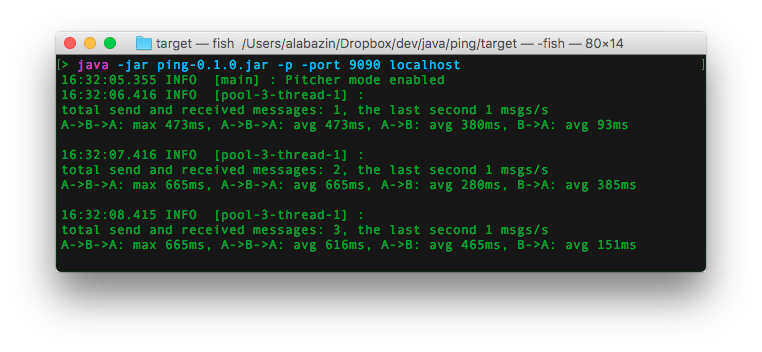 target — fish  /Users/alabazin/Dropbox/dev/java/ping/target — -fish — 80×14
[> java -jar ping-0.1.0.jar -p -port 9090 localhost ]
16:32:05.355 INFO  [main] : Pitcher mode enabled
16:32:06.416 INFO  [pool-3-thread-1] :
total send and received messages: 1, the last second 1 msgs/s
A->B->A: max 473ms, A->B->A: avg 473ms, A->B: avg 380ms, B->A: avg 93ms
16:32:07.416 INFO  [pool-3-thread-1] :
total send and received messages: 2, the last second 1 msgs/s
A->B->A: max 665ms, A->B->A: avg 665ms, A->B: avg 280ms, B->A: avg 385ms
16:32:08.415 INFO  [pool-3-thread-1] :
total send and received messages: 3, the last second 1 msgs/s
A->B->A: max 665ms, A->B->A: avg 616ms, A->B: avg 465ms, B->A: avg 151ms